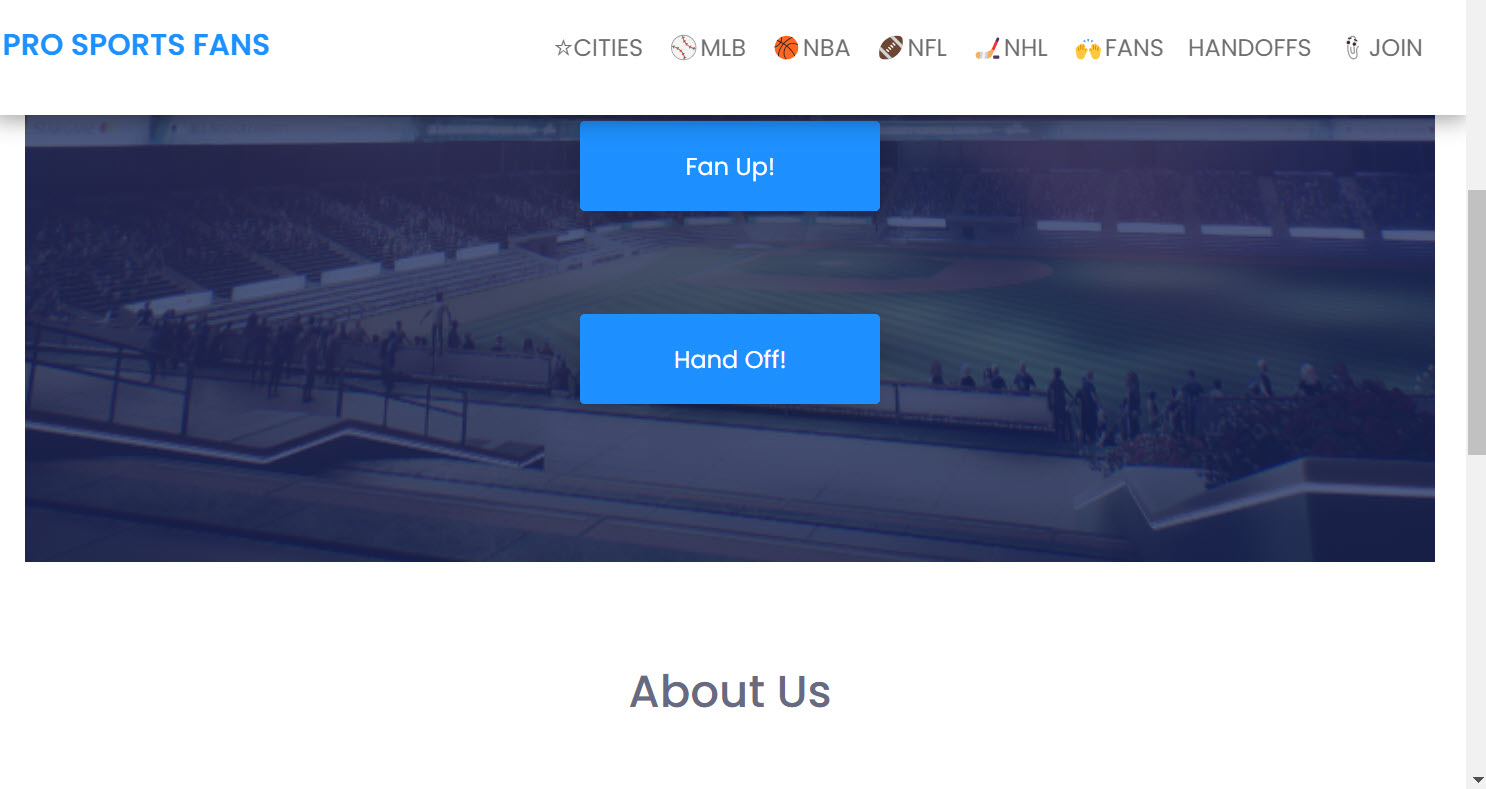 PRO SPORTS FANS
☆CITIES ⚾MLB 🏀NBA 🏈NFL 🏒NHL 🙌FANS HANDOFFS JOIN
Fan Up!
Hand Off!
About Us